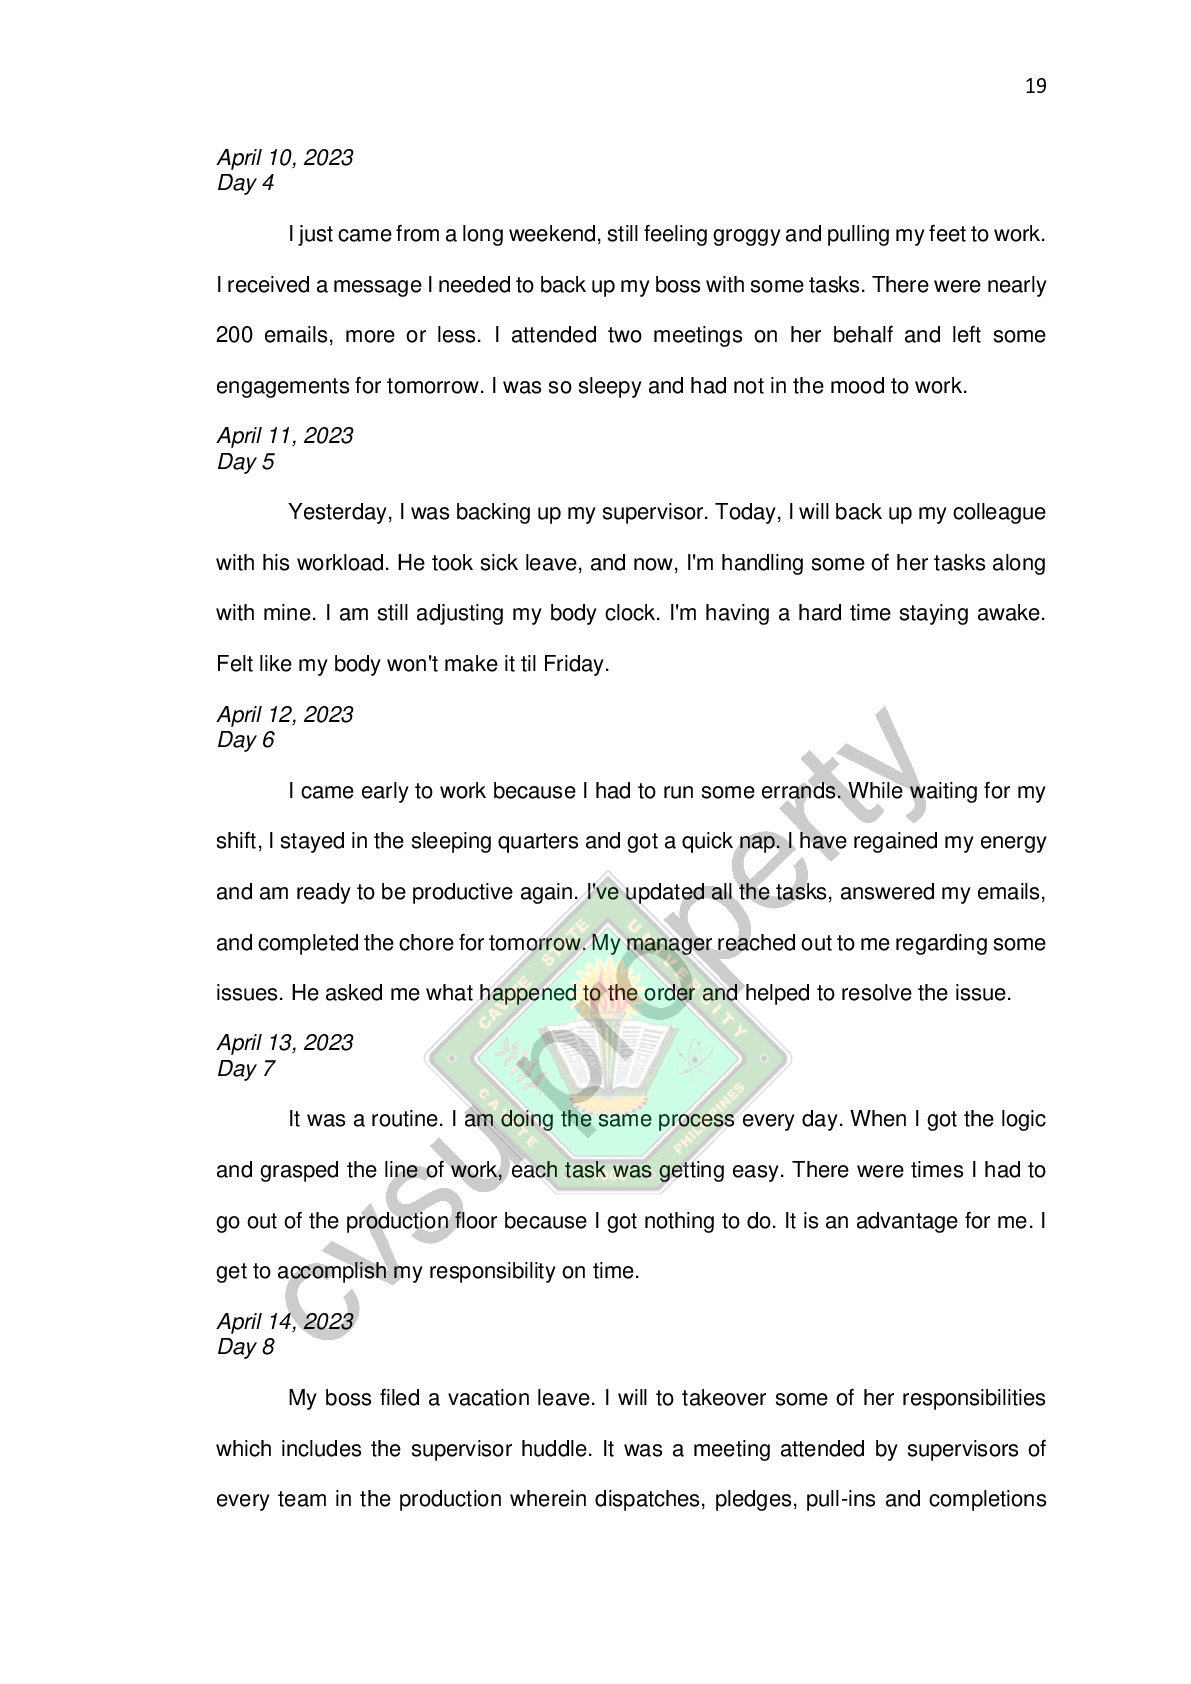 19
April 10, 2023
Day 4
I just came from a long weekend, still feeling groggy and pulling my feet to work.
I received a message I needed to back up my boss with some tasks. There were nearly
200 emails, more or less. I attended two meetings on her behalf and left some
engagements for tomorrow. I was so sleepy and had not in the mood to work.
April 11, 2023
Day 5
Yesterday, I was backing up my supervisor. Today, I will back up my colleague
with his workload. He took sick leave, and now, I'm handling some of her tasks along
with mine. I am still adjusting my body clock. I'm having a hard time staying awake.
Felt like my body won't make it til Friday.
April 12, 2023
Day 6
I came early to work because I had to run some errands. While waiting for my
shift, I stayed in the sleeping quarters and got a quick nap. I have regained my energy
and am ready to be productive again. I've updated all the tasks, answered my emails,
and completed the chore for tomorrow. My manager reached out to me regarding some
issues. He asked me what happened to the order and helped to resolve the issue.
April 13, 2023
Day 7
It was a routine. I am doing the same process every day. When I got the logic
and grasped the line of work, each task was getting easy. There were times I had to
go out of the production floor because I got nothing to do. It is an advantage for me. I
get to accomplish my responsibility on time.
April 14, 2023
Day 8
My boss filed a vacation leave. I will to takeover some of her responsibilities
which includes the supervisor huddle. It was a meeting attended by supervisors of
every team in the production wherein dispatches, pledges, pull-ins and completions
cvsu property
CAVITE STATE UNIVERSITY
CAVITE
PHILIPPINES